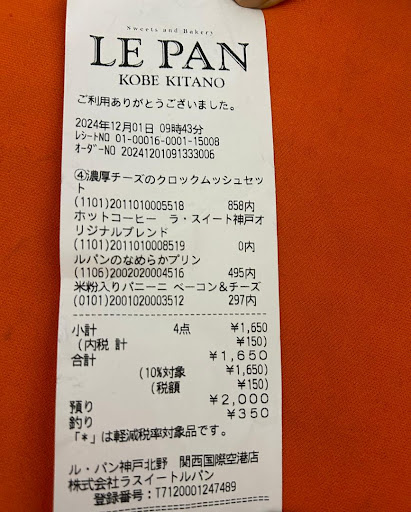 Sweets and Bakery
LE PAN
KOBE KITANO
ご利用ありがとうございました。
2024年12月01日 09時43分
レシートNO 01-00016-0001-15008
オーダーNO 20241201091333006
④濃厚チーズのクロックムッシュセッ
ト
(1101)2011010005518 858内
ホットコーヒー ラ・スイート神戸オ
リジナルブレンド
(1101)2011010008519 0内
ルパンのなめらかプリン
(1106)2002020004516 495内
米粉入りパニーニ ベーコン&チーズ
(0101)2001020003512 297内
小計 4点 ¥1,650
(内税 計 ¥150)
合計 ¥1,650
(10%対象 ¥1,650)
(税額 ¥150)
預り ¥2,000
釣り ¥350
「*」は軽減税率対象品です。
ル・パン神戸北野 関西国際空港店
株式会社ラスイートルパン
登録番号:T7120001247489